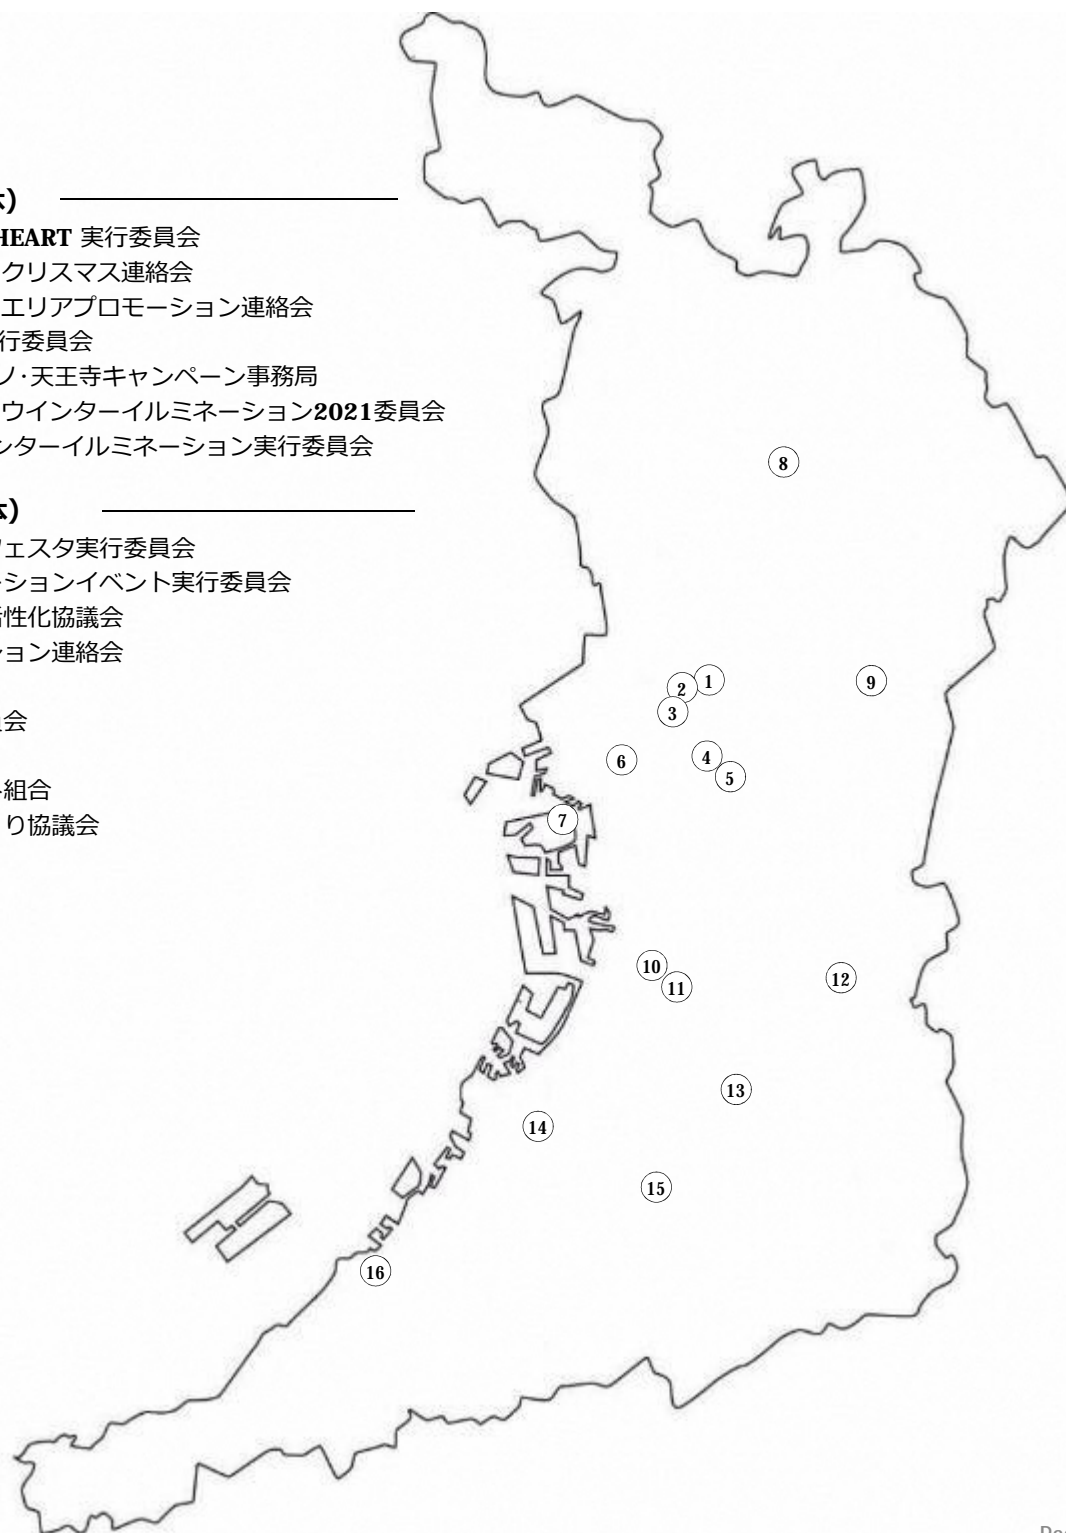 体)
HEART 実行委員会
クリスマス連絡会
エリアプロモーション連絡会
行委員会
ノ・天王寺キャンペーン事務局
ウインターイルミネーション2021委員会
ンターイルミネーション実行委員会
体)
フェスタ実行委員会
ーションイベント実行委員会
活性化協議会
ション連絡会
員会
組合
り協議会
8
1
2
9
3
4
6
5
7
10
12
11
13
14
15
16